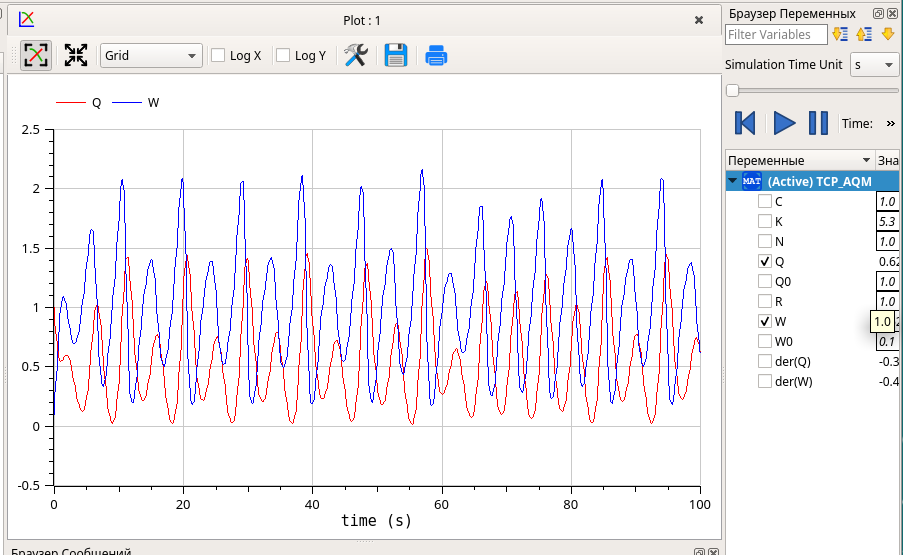 Plot : 1
Grid
Log X
Log Y
Q
W
2.5
2
1.5
1
0.5
0
-0.5
0
20
40
60
80
100
time (s)
Браузер Сообщений
Браузер Переменных
Filter Variables
Simulation Time Unit
s
Time:
»
Переменные
Зна
MAT
(Active) TCP_AQM
C 1.0
K 5.3
N 1.0
Q 0.62
Q0 1.0
R 1.0
W
1.0
W0 0.1
der(Q) -0.3
der(W) -0.4